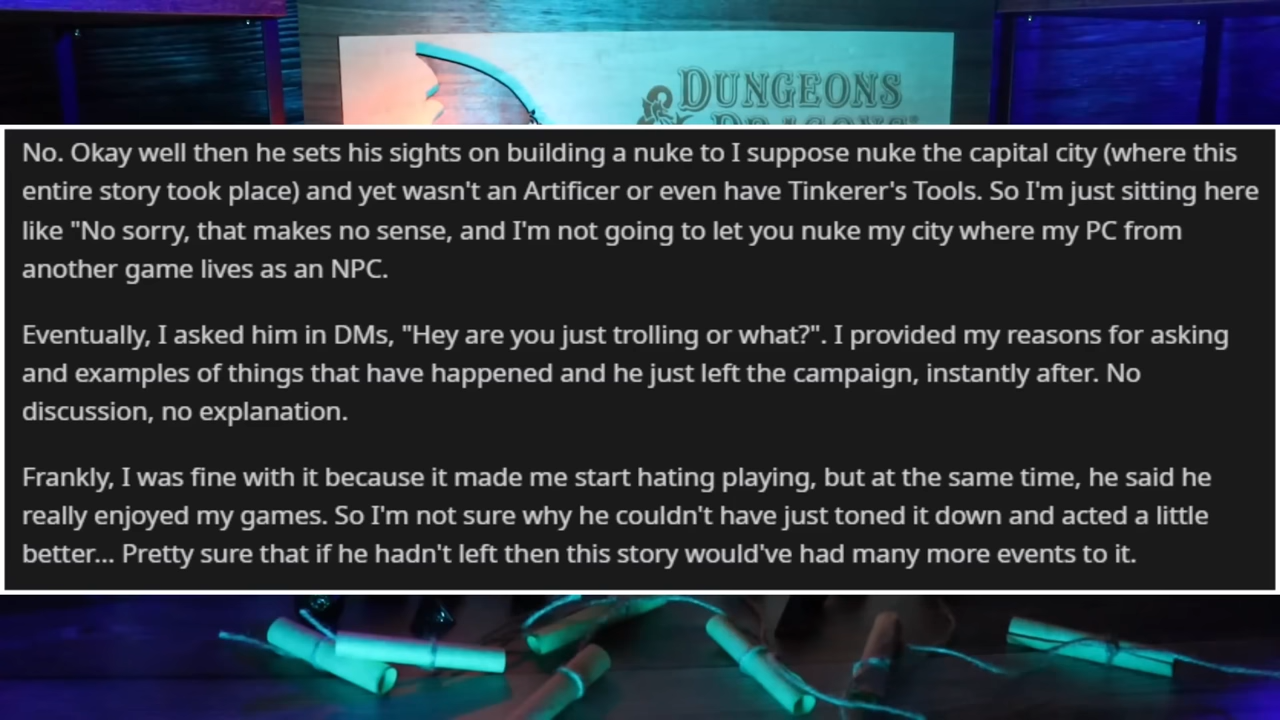 DUNGEONS
DRAGONS
No. Okay well then he sets his sights on building a nuke to I suppose nuke the capital city (where this
entire story took place) and yet wasn't an Artificer or even have Tinkerer's Tools. So I'm just sitting here
like "No sorry, that makes no sense, and I'm not going to let you nuke my city where my PC from
another game lives as an NPC.
Eventually, I asked him in DMs, "Hey are you just trolling or what?". I provided my reasons for asking
and examples of things that have happened and he just left the campaign, instantly after. No
discussion, no explanation.
Frankly, I was fine with it because it made me start hating playing, but at the same time, he said he
really enjoyed my games. So I'm not sure why he couldn't have just toned it down and acted a little
better... Pretty sure that if he hadn't left then this story would've had many more events to it.